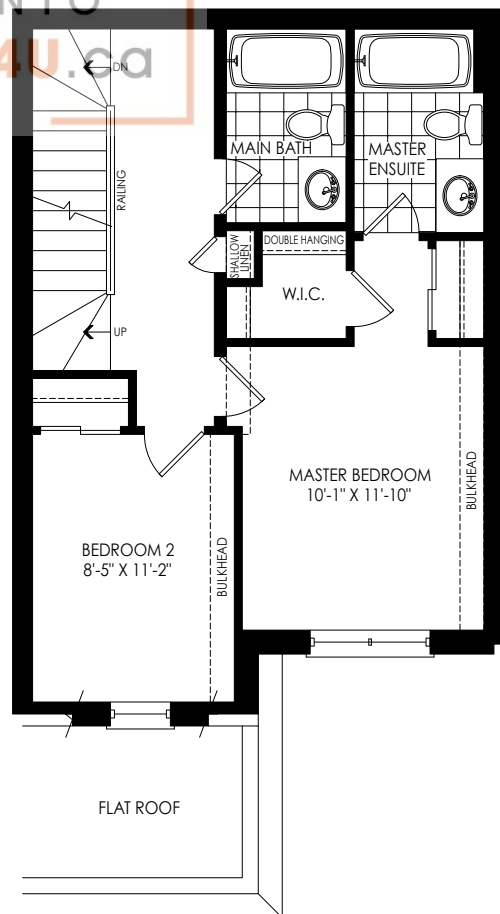 NTO
4U.ca
DN
RAILING
UP
MAIN BATH
MASTER
ENSUITE
SHALLOW
LINEN
DOUBLE HANGING
W.I.C.
MASTER BEDROOM
10'-1" X 11'-10"
BULKHEAD
BEDROOM 2
8'-5" X 11'-2"
BULKHEAD
FLAT ROOF